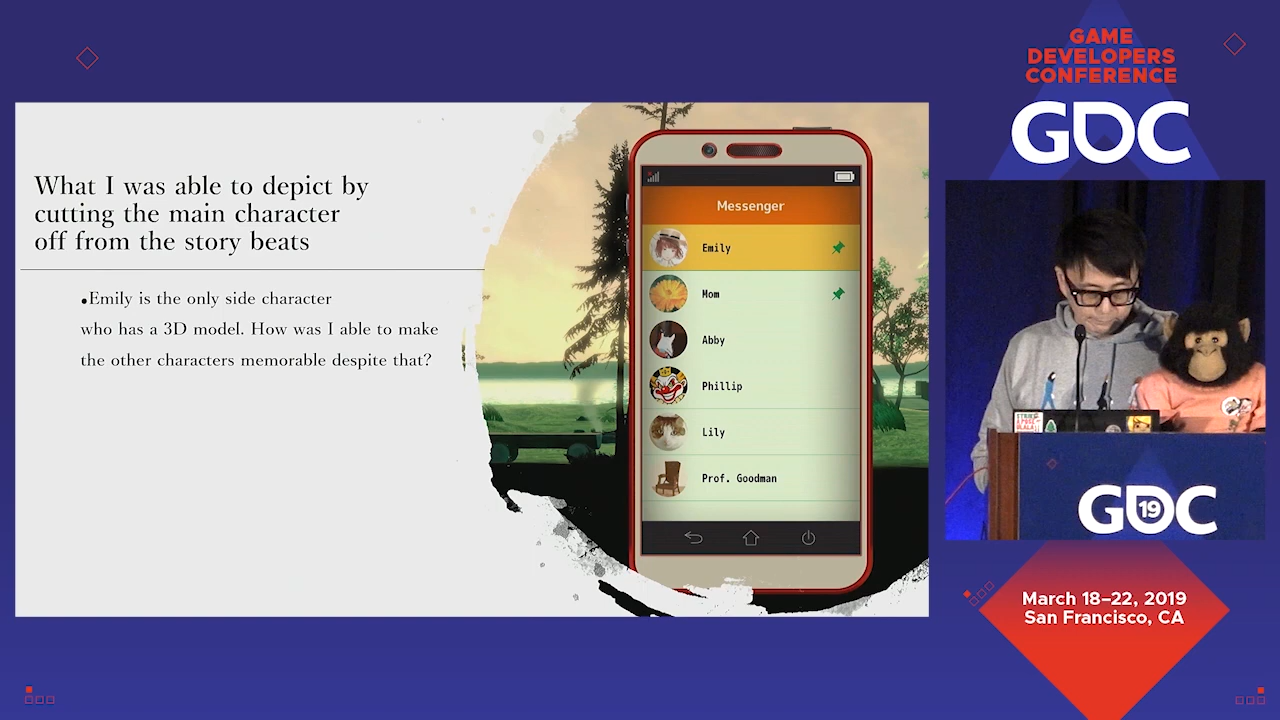 GAME
DEVELOPERS
CONFERENCE
GDC
What I was able to depict by
cutting the main character
off from the story beats
•Emily is the only side character
who has a 3D model. How was I able to make
the other characters memorable despite that?
Messenger
Emily
Mom
Abby
Phillip
Lily
Prof. Goodman
GDC
19
March 18–22, 2019
San Francisco, CA